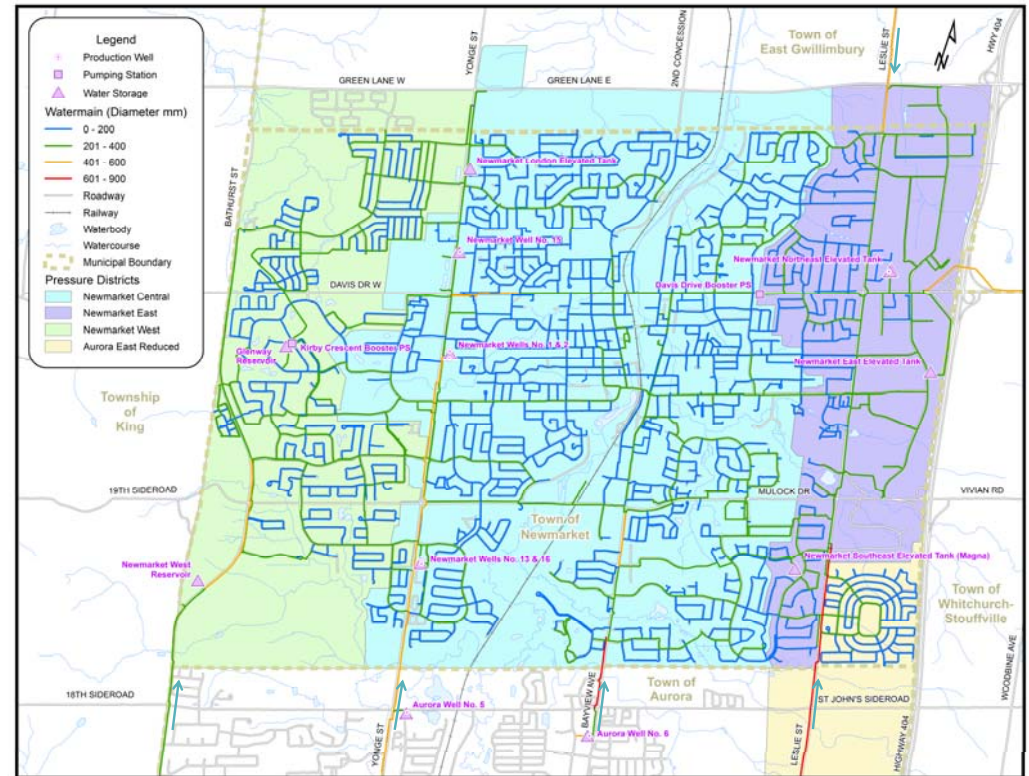 Legend
Production Well
Pumping Station
Water Storage
Watermain (Diameter mm)
0 - 200
201 - 400
401 - 600
601 - 900
Roadway
Railway
Waterbody
Watercourse
Municipal Boundary
Pressure Districts
Newmarket Central
Newmarket East
Newmarket West
Aurora East Reduced
YONGE ST
2ND CONCESSION
Town of
East Gwillimbury
LESLIE ST
HWY 404
N
GREEN LANE W
GREEN LANE E
BATHURST ST
Newmarket London Elevated Tank
Newmarket Well No. 15
Newmarket Northeast Elevated Tank
DAVIS DR W
Davis Drive Booster PS
Glenway
Reservoir
Kirby Crescent Booster PS
Newmarket Wells No. 1 & 2
Newmarket East Elevated Tank
Township
of
King
19TH SIDEROAD
MULOCK DR
VIVIAN RD
Town of
Newmarket
Newmarket West
Reservoir
Newmarket Wells No. 13 & 16
Newmarket Southeast Elevated Tank (Magna)
Town of
Whitchurch-
Stouffville
18TH SIDEROAD
Town of
Aurora
ST JOHN'S SIDEROAD
WOODBINE AVE
YONGE ST
Aurora Well No. 5
BAYVIEW AVE
Aurora Well No. 6
LESLIE ST
HIGHWAY 404